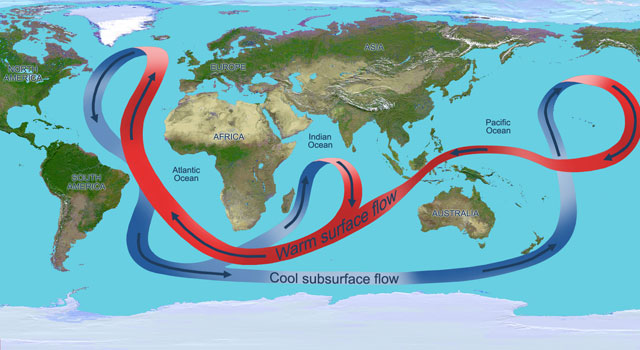 NORTH
AMERICA
EUROPE
ASIA
AFRICA
Indian
Ocean
Pacific
Ocean
Atlantic
Ocean
SOUTH
AMERICA
AUSTRALIA
Warm surface flow
Cool subsurface flow